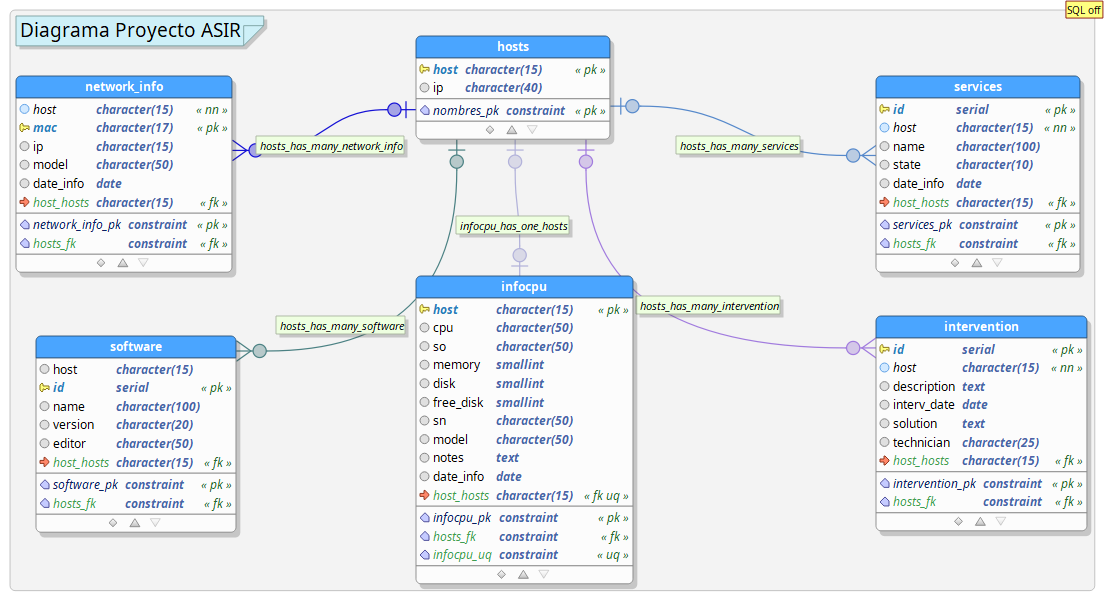 SQL off
Diagrama Proyecto ASIR
hosts
host character(15) « pk »
ip character(40)
nombres_pk constraint « pk »
network_info
host character(15) « nn »
mac character(17) « pk »
ip character(15)
model character(50)
date_info date
host_hosts character(15) « fk »
network_info_pk constraint « pk »
hosts_fk constraint « fk »
services
id serial « pk »
host character(15) « nn »
name character(100)
state character(10)
date_info date
host_hosts character(15) « fk »
services_pk constraint « pk »
hosts_fk constraint « fk »
hosts_has_many_network_info
hosts_has_many_services
infocpu_has_one_hosts
hosts_has_many_software
hosts_has_many_intervention
software
host character(15)
id serial « pk »
name character(100)
version character(20)
editor character(50)
host_hosts character(15) « fk »
software_pk constraint « pk »
hosts_fk constraint « fk »
infocpu
host character(15) « pk »
cpu character(50)
so character(50)
memory smallint
disk smallint
free_disk smallint
sn character(50)
model character(50)
notes text
date_info date
host_hosts character(15) « fk uq »
infocpu_pk constraint « pk »
hosts_fk constraint « fk »
infocpu_uq constraint « uq »
intervention
id serial « pk »
host character(15) « nn »
description text
interv_date date
solution text
technician character(25)
host_hosts character(15) « fk »
intervention_pk constraint « pk »
hosts_fk constraint « fk »